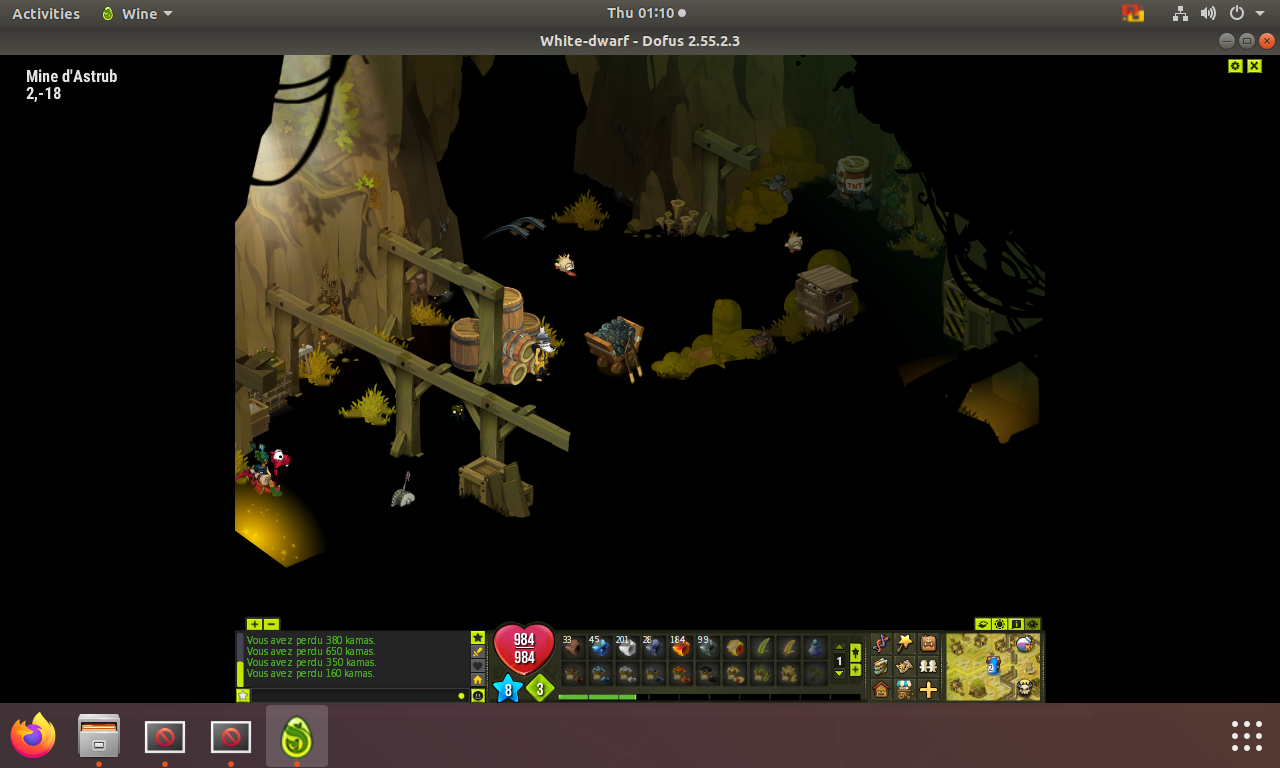 Activities
Wine
Thu 01:10
White-dwarf - Dofus 2.55.2.3
Mine d'Astrub
2,-18
TNT
Vous avez perdu 380 kamas.
Vous avez perdu 650 kamas.
Vous avez perdu 350 kamas.
Vous avez perdu 160 kamas.
984
984
8
3
33
45
201
28
184
99
1
2